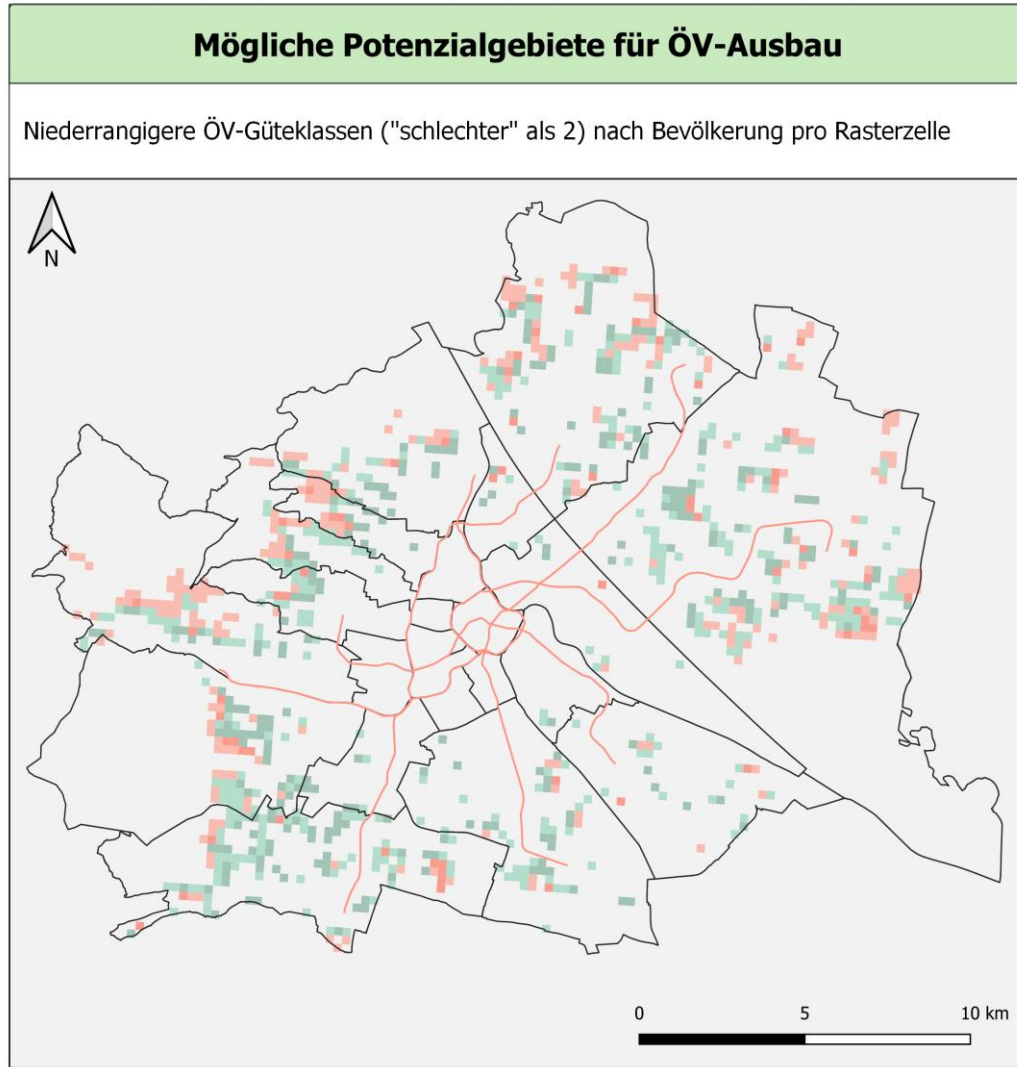 Mögliche Potenzialgebiete für ÖV-Ausbau
Niederrangigere ÖV-Güteklassen ("schlechter" als 2) nach Bevölkerung pro Rasterzelle
N
0 5 10 km